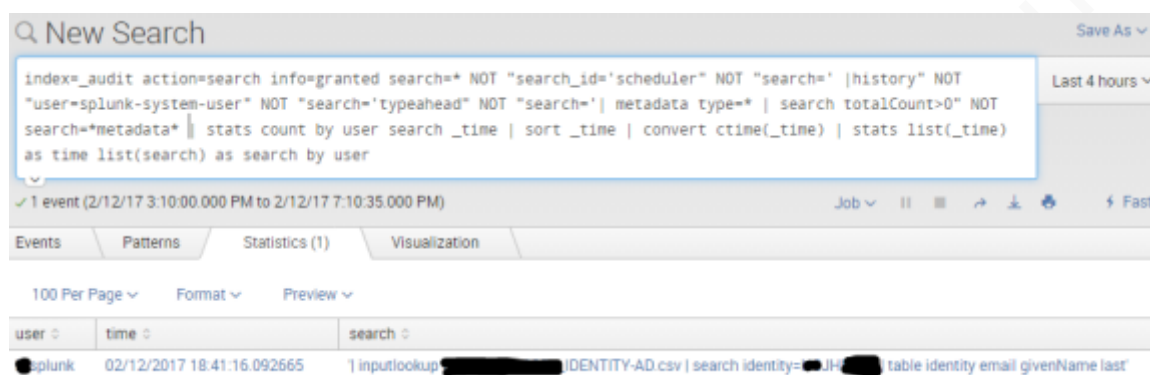 New Search
Save As
index=_audit action=search info=granted search=* NOT "search_id='scheduler" NOT "search=' |history" NOT
"user=splunk-system-user" NOT "search='typeahead" NOT "search='| metadata type=* | search totalCount>0" NOT
search=*metadata* | stats count by user search _time | sort _time | convert ctime(_time) | stats list(_time)
as time list(search) as search by user
Last 4 hours
✓ 1 event (2/12/17 3:10:00.000 PM to 2/12/17 7:10:35.000 PM)
Job
Fast
Events Patterns Statistics (1) Visualization
100 Per Page Format Preview
user time search
splunk 02/12/2017 18:41:16.092665 '| inputlookup IDENTITY-AD.csv | search identity= | table identity email givenName last'